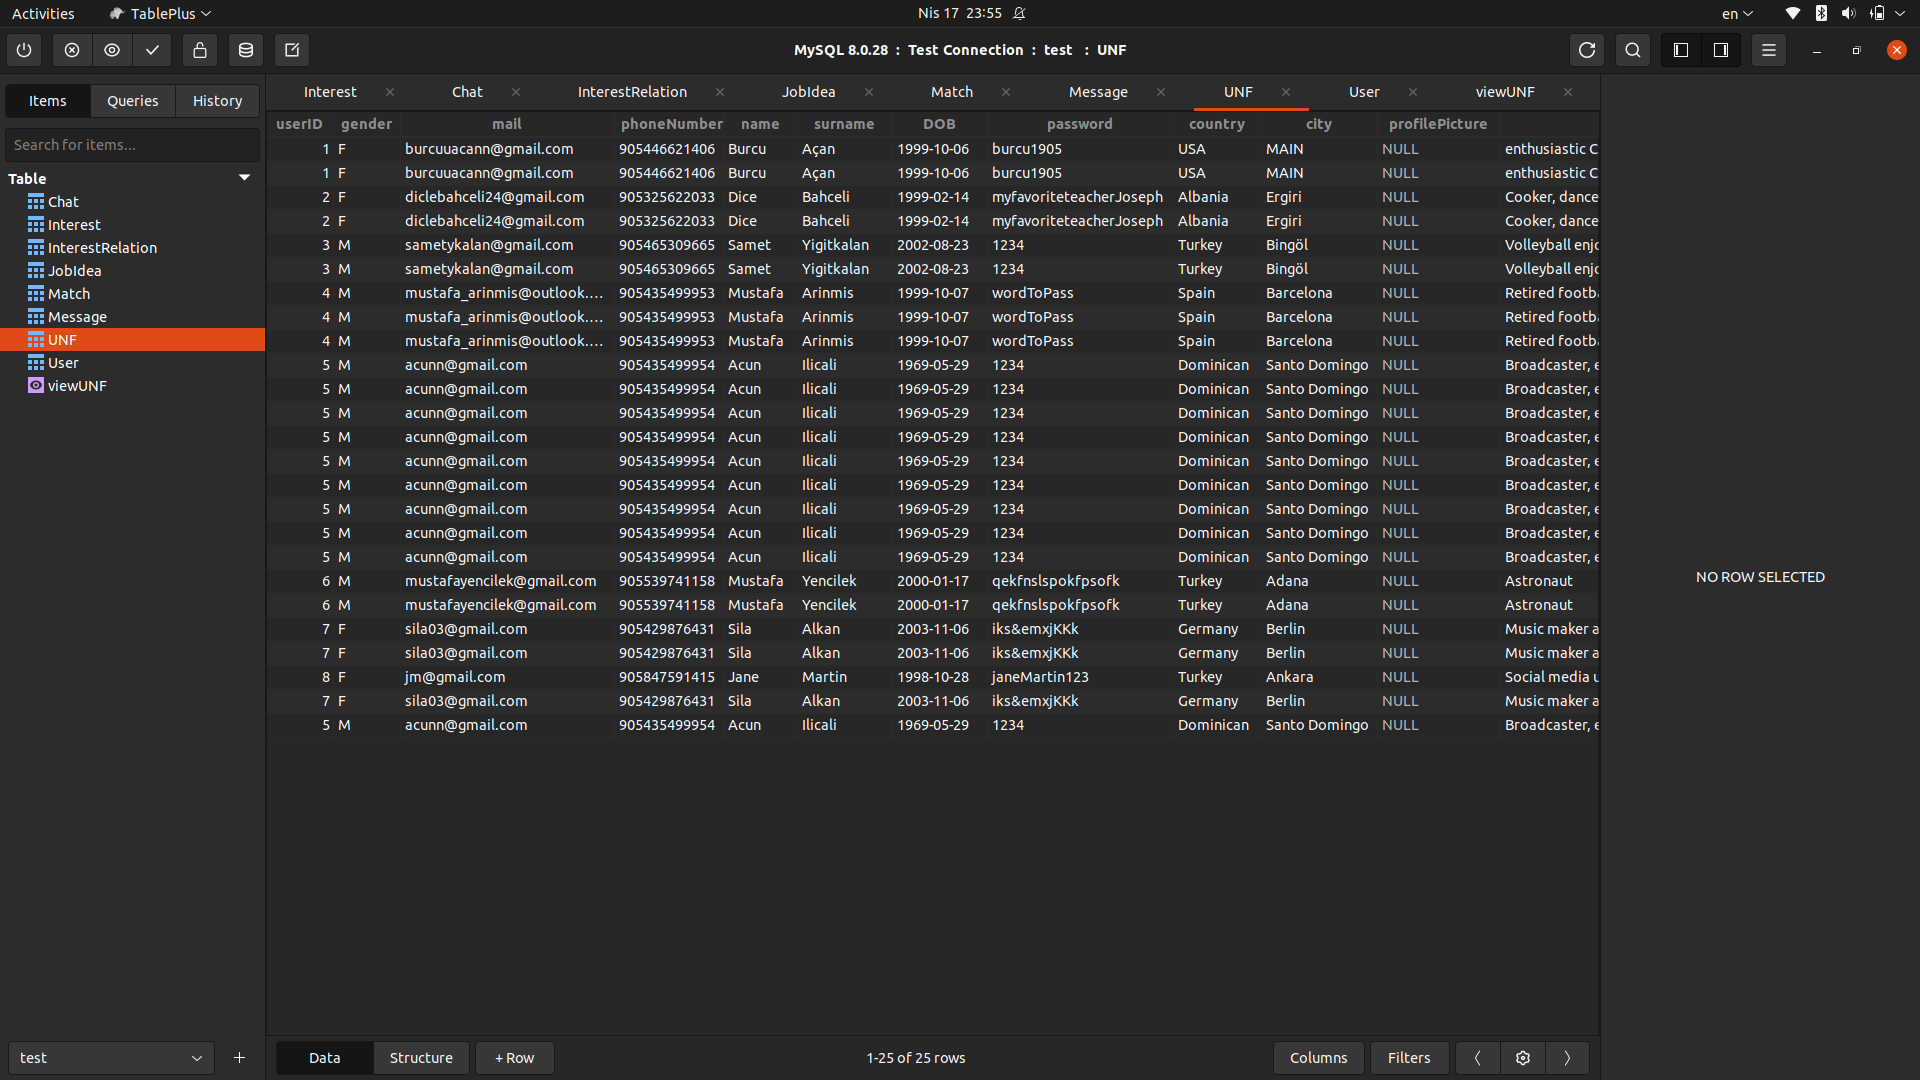 Activities TablePlus Nis 17 23:55 en
MySQL 8.0.28 : Test Connection : test : UNF
Items Queries History
Interest Chat InterestRelation JobIdea Match Message UNF User viewUNF
Search for items...
Table
Chat
Interest
InterestRelation
JobIdea
Match
Message
UNF
User
viewUNF
userID gender mail phoneNumber name surname DOB password country city profilePicture
1 F burcuuacann@gmail.com 905446621406 Burcu Açan 1999-10-06 burcu1905 USA MAIN NULL enthusiastic C
1 F burcuuacann@gmail.com 905446621406 Burcu Açan 1999-10-06 burcu1905 USA MAIN NULL enthusiastic C
2 F diclebahceli24@gmail.com 905325622033 Dice Bahceli 1999-02-14 myfavoriteteacherJoseph Albania Ergiri NULL Cooker, dance
2 F diclebahceli24@gmail.com 905325622033 Dice Bahceli 1999-02-14 myfavoriteteacherJoseph Albania Ergiri NULL Cooker, dance
3 M sametykalan@gmail.com 905465309665 Samet Yigitkalan 2002-08-23 1234 Turkey Bingöl NULL Volleyball enjo
3 M sametykalan@gmail.com 905465309665 Samet Yigitkalan 2002-08-23 1234 Turkey Bingöl NULL Volleyball enjo
4 M mustafa_arinmis@outlook.... 905435499953 Mustafa Arinmis 1999-10-07 wordToPass Spain Barcelona NULL Retired footba
4 M mustafa_arinmis@outlook.... 905435499953 Mustafa Arinmis 1999-10-07 wordToPass Spain Barcelona NULL Retired footba
4 M mustafa_arinmis@outlook.... 905435499953 Mustafa Arinmis 1999-10-07 wordToPass Spain Barcelona NULL Retired footba
5 M acunn@gmail.com 905435499954 Acun Ilicali 1969-05-29 1234 Dominican Santo Domingo NULL Broadcaster, e
5 M acunn@gmail.com 905435499954 Acun Ilicali 1969-05-29 1234 Dominican Santo Domingo NULL Broadcaster, e
5 M acunn@gmail.com 905435499954 Acun Ilicali 1969-05-29 1234 Dominican Santo Domingo NULL Broadcaster, e
5 M acunn@gmail.com 905435499954 Acun Ilicali 1969-05-29 1234 Dominican Santo Domingo NULL Broadcaster, e
5 M acunn@gmail.com 905435499954 Acun Ilicali 1969-05-29 1234 Dominican Santo Domingo NULL Broadcaster, e
5 M acunn@gmail.com 905435499954 Acun Ilicali 1969-05-29 1234 Dominican Santo Domingo NULL Broadcaster, e
5 M acunn@gmail.com 905435499954 Acun Ilicali 1969-05-29 1234 Dominican Santo Domingo NULL Broadcaster, e
5 M acunn@gmail.com 905435499954 Acun Ilicali 1969-05-29 1234 Dominican Santo Domingo NULL Broadcaster, e
5 M acunn@gmail.com 905435499954 Acun Ilicali 1969-05-29 1234 Dominican Santo Domingo NULL Broadcaster, e
6 M mustafayencilek@gmail.com 905539741158 Mustafa Yencilek 2000-01-17 qekfnslspokfpsofk Turkey Adana NULL Astronaut
6 M mustafayencilek@gmail.com 905539741158 Mustafa Yencilek 2000-01-17 qekfnslspokfpsofk Turkey Adana NULL Astronaut
7 F sila03@gmail.com 905429876431 Sila Alkan 2003-11-06 iks&emxjKKk Germany Berlin NULL Music maker a
7 F sila03@gmail.com 905429876431 Sila Alkan 2003-11-06 iks&emxjKKk Germany Berlin NULL Music maker a
8 F jm@gmail.com 905847591415 Jane Martin 1998-10-28 janeMartin123 Turkey Ankara NULL Social media u
7 F sila03@gmail.com 905429876431 Sila Alkan 2003-11-06 iks&emxjKKk Germany Berlin NULL Music maker a
5 M acunn@gmail.com 905435499954 Acun Ilicali 1969-05-29 1234 Dominican Santo Domingo NULL Broadcaster, e
NO ROW SELECTED
test + Data Structure + Row 1-25 of 25 rows Columns Filters